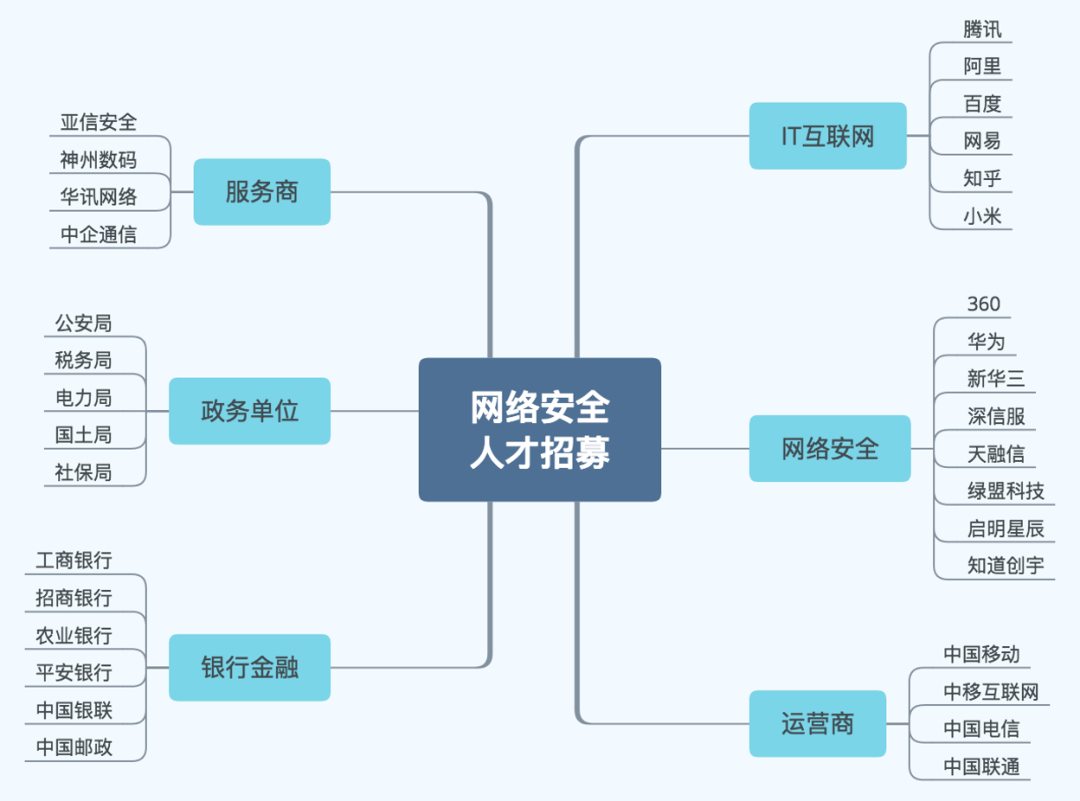 网络安全
人才招募
IT互联网
腾讯
阿里
百度
网易
知乎
小米
网络安全
360
华为
新华三
深信服
天融信
绿盟科技
启明星辰
知道创宇
运营商
中国移动
中移互联网
中国电信
中国联通
服务商
亚信安全
神州数码
华讯网络
中企通信
政务单位
公安局
税务局
电力局
国土局
社保局
银行金融
工商银行
招商银行
农业银行
平安银行
中国银联
中国邮政